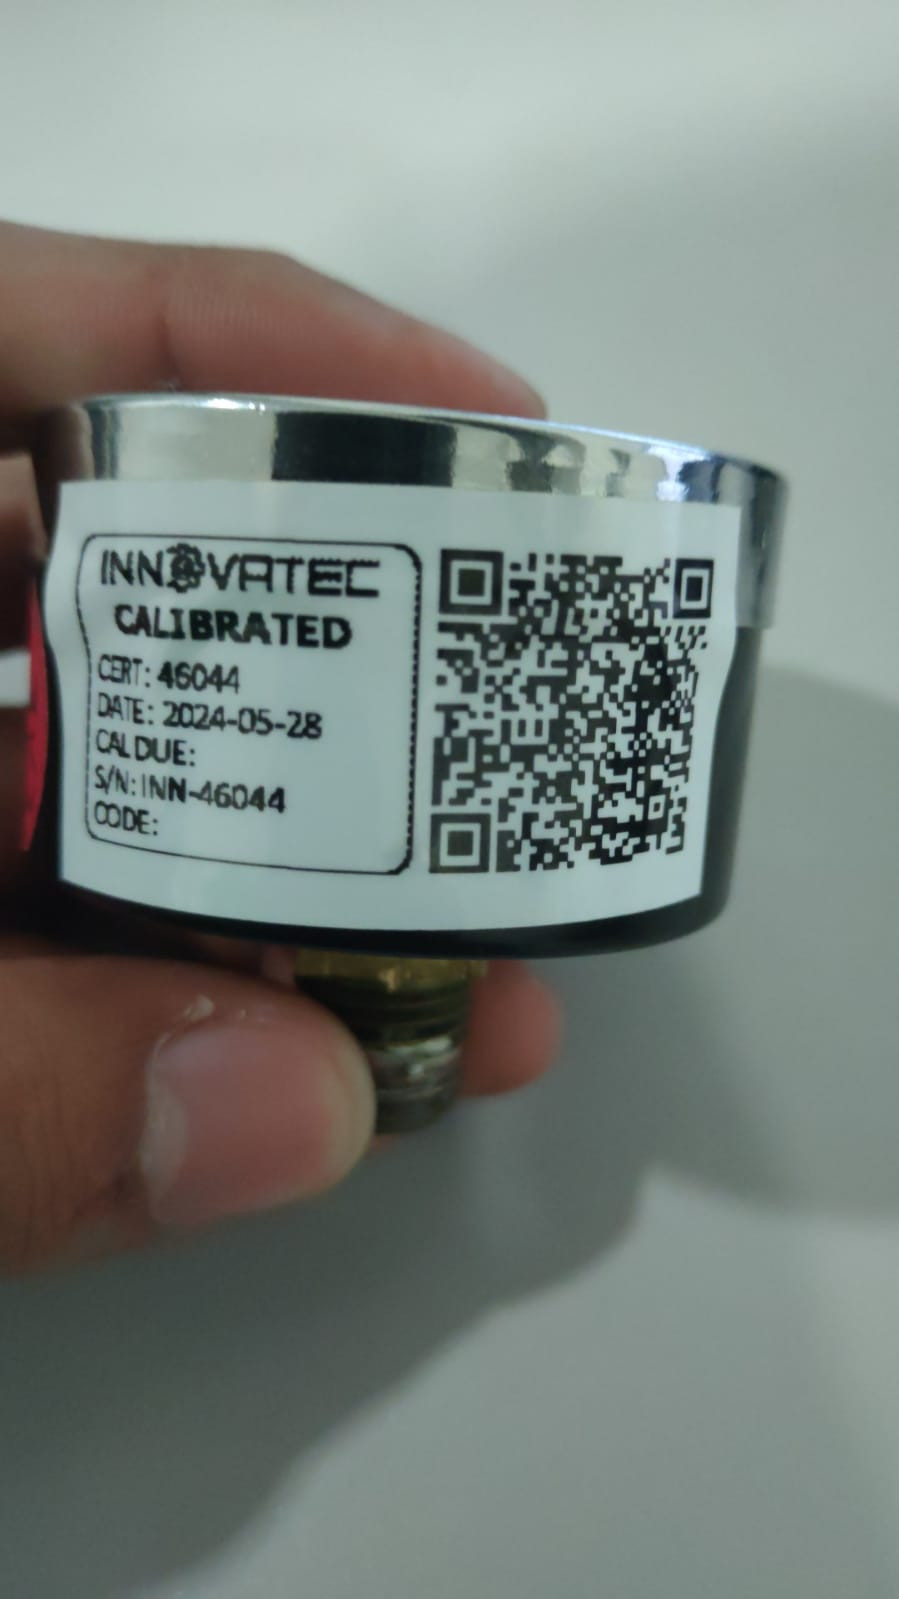 INNOVATEC
CALIBRATED
CERT: 46044
DATE: 2024-05-28
CAL DUE:
S/N: INN-46044
CODE: